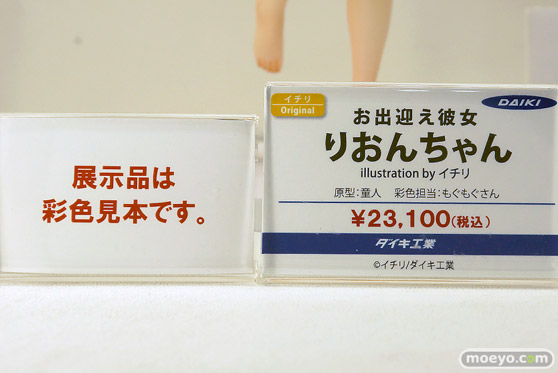 展示品は
彩色見本です。
イチリ
Original
DAIKI
お出迎え彼女
りおんちゃん
illustration by イチリ
原型:童人　彩色担当:もぐもぐさん
¥23,100(税込)
ダイキ工業
©イチリ/ダイキ工業
moeyo.com